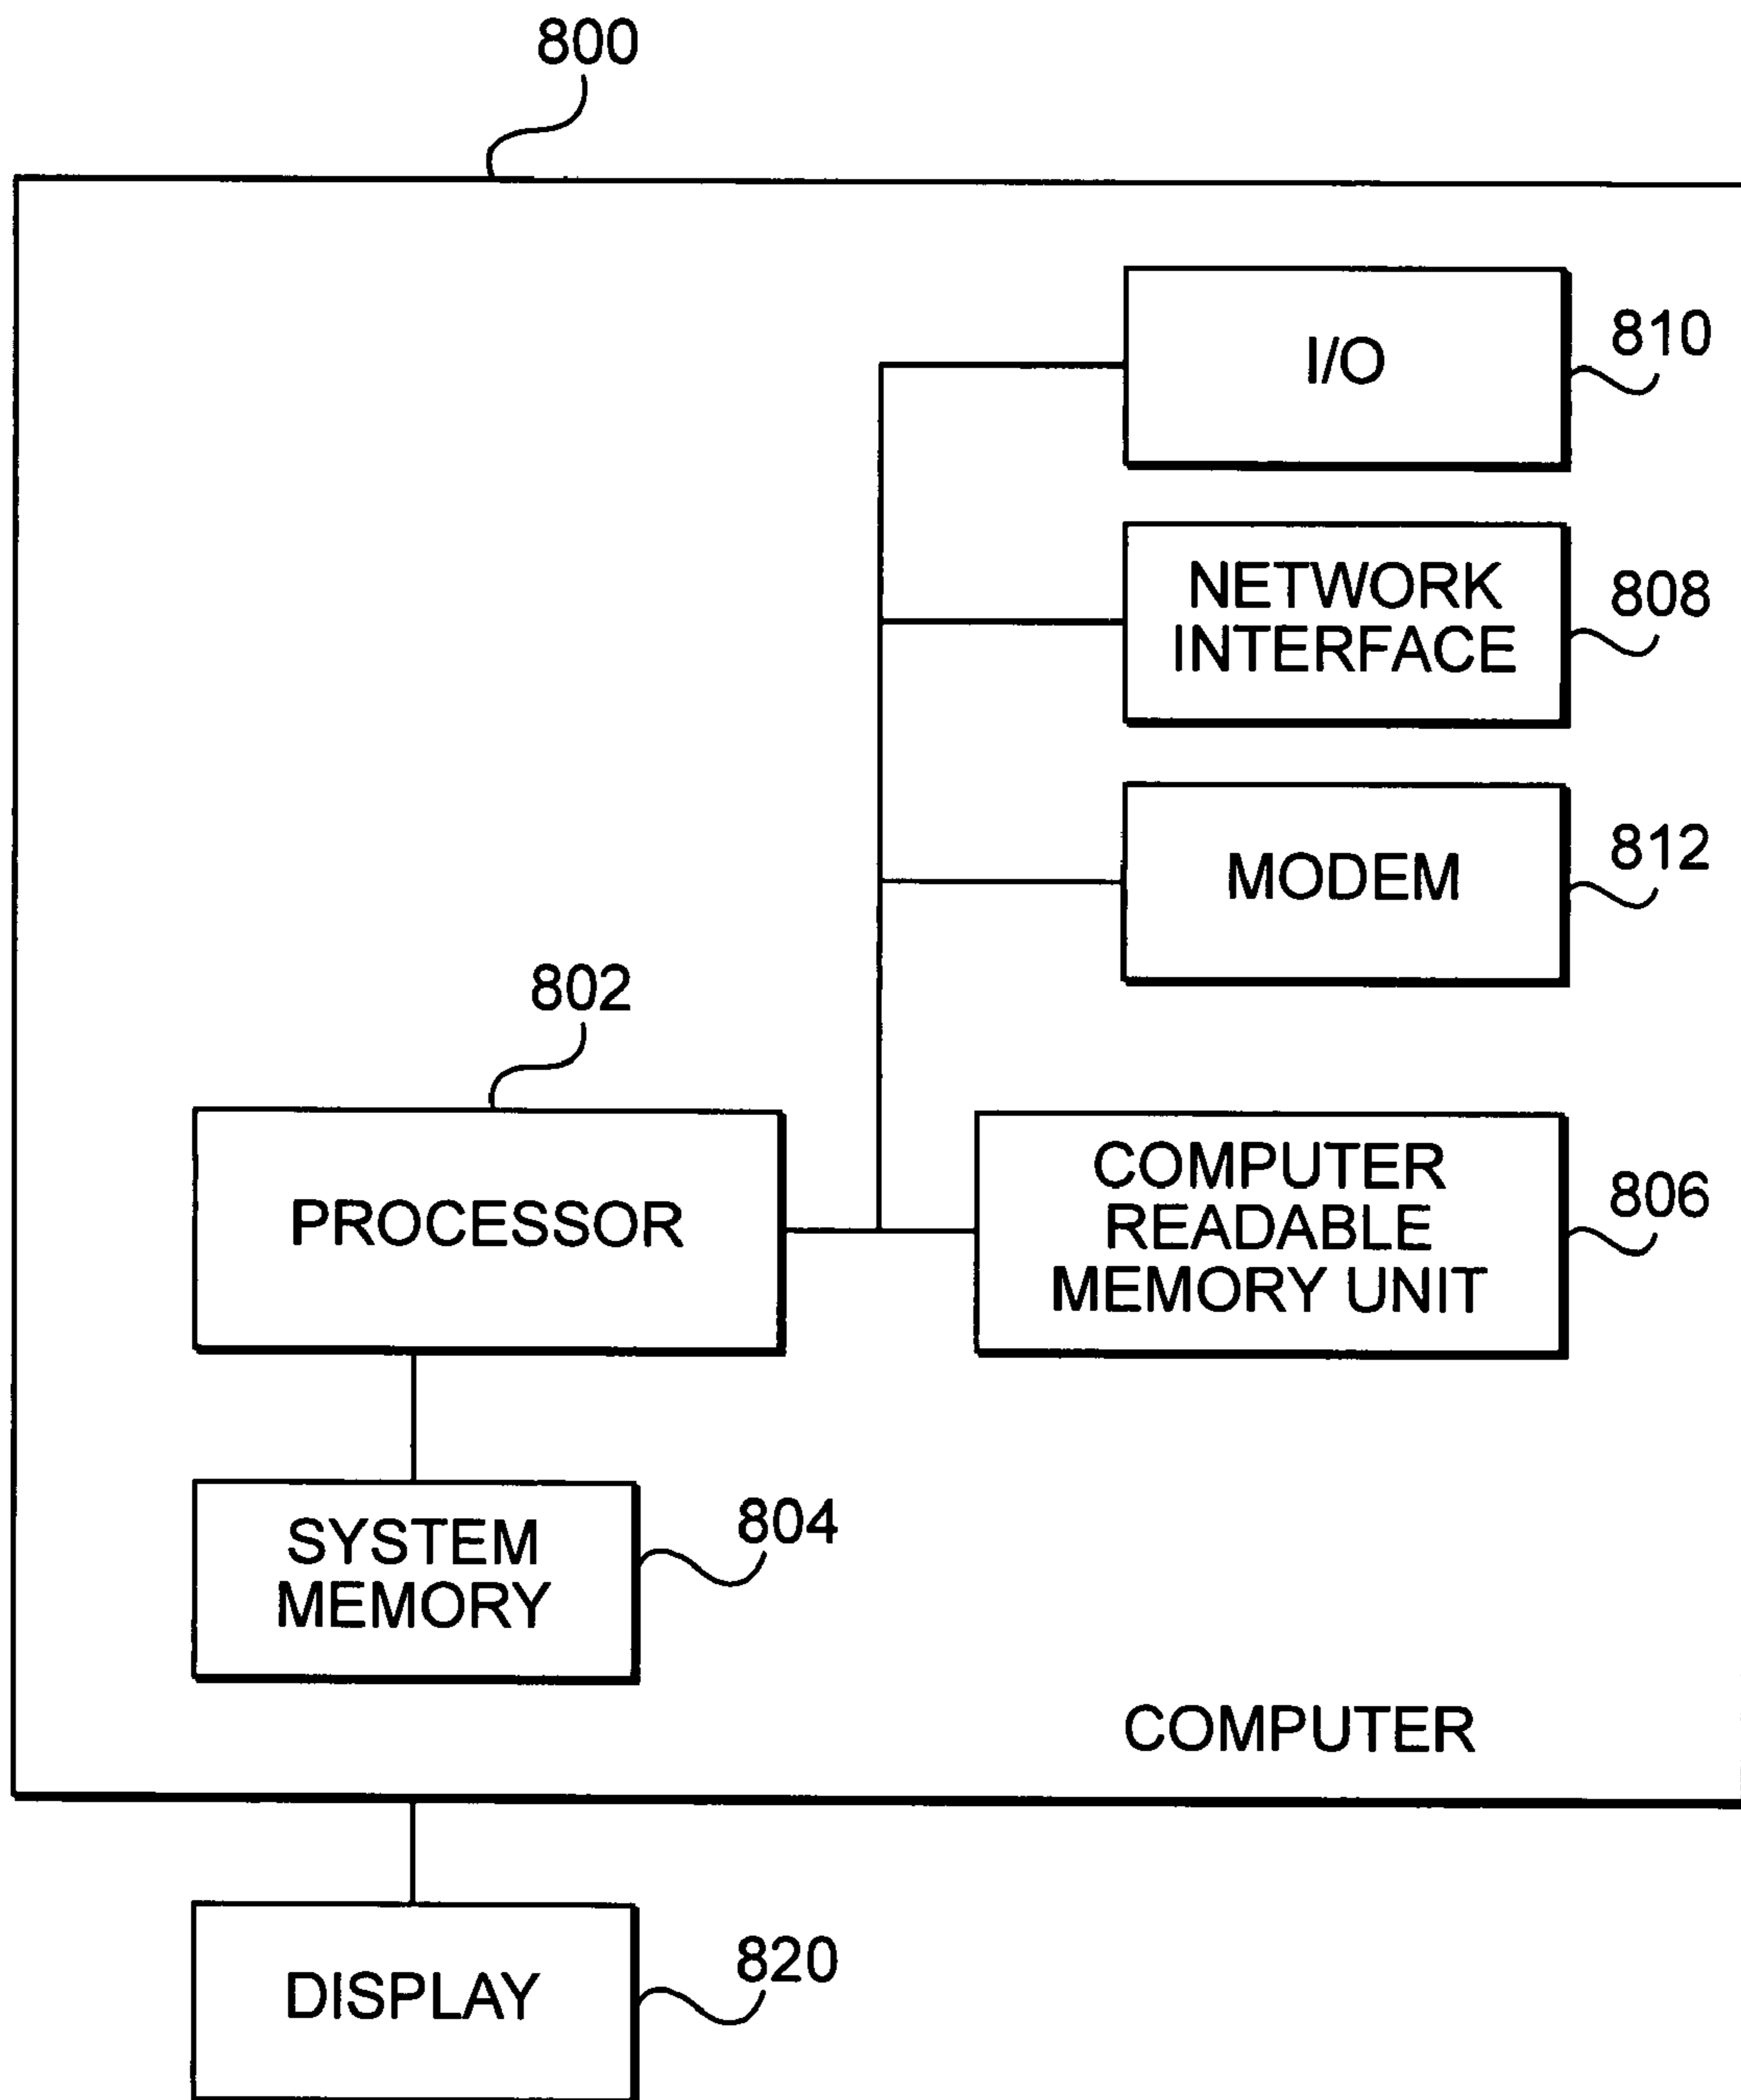 800
I/O
810
NETWORK
INTERFACE
808
MODEM
812
802
PROCESSOR
COMPUTER
READABLE
MEMORY UNIT
806
SYSTEM
MEMORY
804
COMPUTER
DISPLAY
820